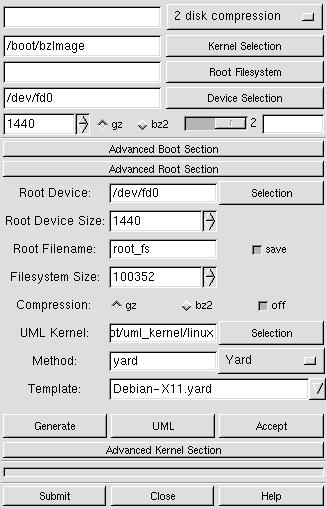 2 disk compression
/boot/bzImage Kernel Selection
Root Filesystem
/dev/fd0 Device Selection
1440 gz bz2 2
Advanced Boot Section
Advanced Root Section
Root Device: /dev/fd0 Selection
Root Device Size: 1440
Root Filename: root_fs save
Filesystem Size: 100352
Compression: gz bz2 off
UML Kernel: pt/uml_kernel/linux Selection
Method: yard Yard
Template: Debian-X11.yard
Generate UML Accept
Advanced Kernel Section
Submit Close Help